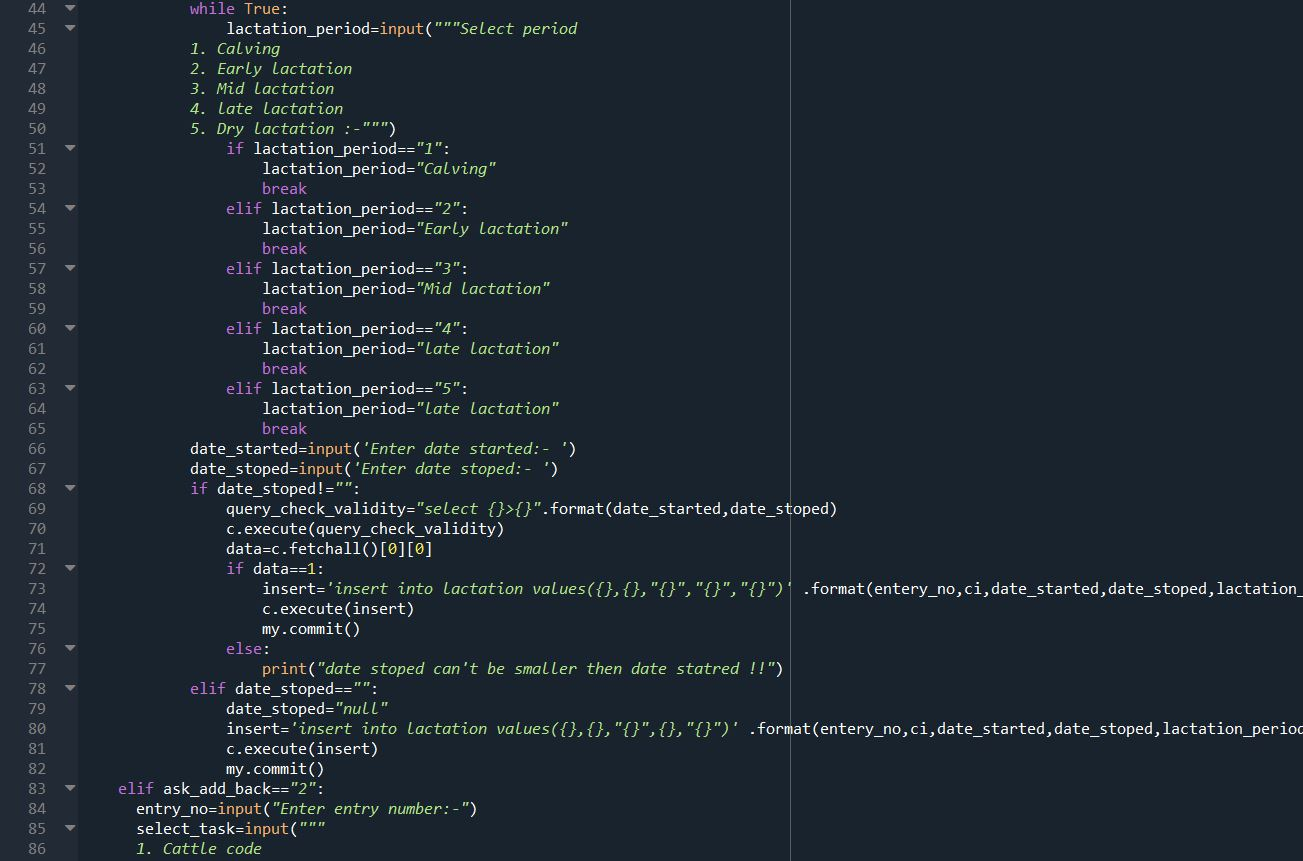 44 while True:
45 lactation_period=input("""Select period
46 1. Calving
47 2. Early lactation
48 3. Mid lactation
49 4. late lactation
50 5. Dry lactation :-""")
51 if lactation_period=="1":
52 lactation_period="Calving"
53 break
54 elif lactation_period=="2":
55 lactation_period="Early lactation"
56 break
57 elif lactation_period=="3":
58 lactation_period="Mid lactation"
59 break
60 elif lactation_period=="4":
61 lactation_period="late lactation"
62 break
63 elif lactation_period=="5":
64 lactation_period="late lactation"
65 break
66 date_started=input('Enter date started:- ')
67 date_stoped=input('Enter date stoped:- ')
68 if date_stoped!="":
69 query_check_validity="select {}>{}".format(date_started,date_stoped)
70 c.execute(query_check_validity)
71 data=c.fetchall()[0][0]
72 if data==1:
73 insert='insert into lactation values({},{},"{}","{}","{}")' .format(entery_no,ci,date_started,date_stoped,lactation_
74 c.execute(insert)
75 my.commit()
76 else:
77 print("date stoped can't be smaller then date statred !!")
78 elif date_stoped=="":
79 date_stoped="null"
80 insert='insert into lactation values({},{},"{}",{},"{}")' .format(entery_no,ci,date_started,date_stoped,lactation_period
81 c.execute(insert)
82 my.commit()
83 elif ask_add_back=="2":
84 entry_no=input("Enter entry number:-")
85 select_task=input("""
86 1. Cattle code